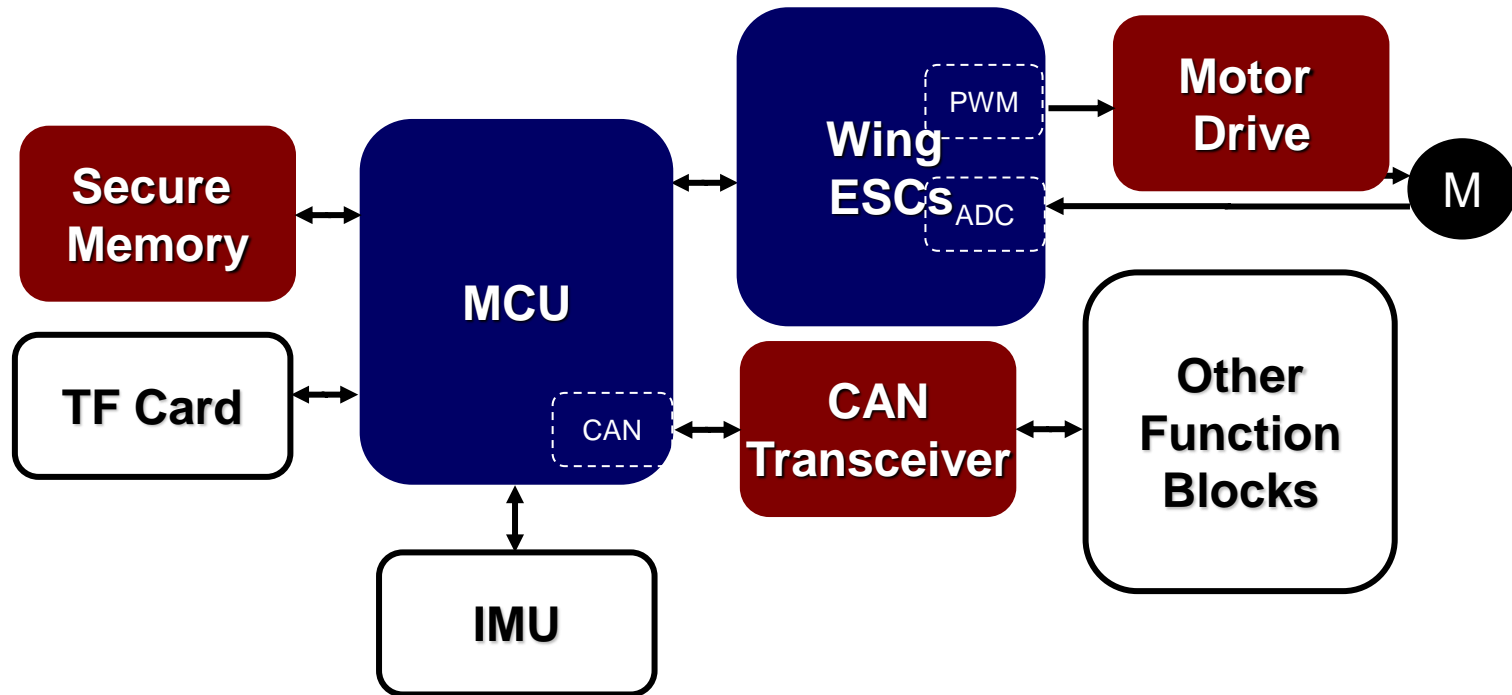 Secure
Memory
TF Card
MCU
CAN
IMU
Wing
ESCs
PWM
ADC
CAN
Transceiver
Motor
Drive
M
Other
Function
Blocks